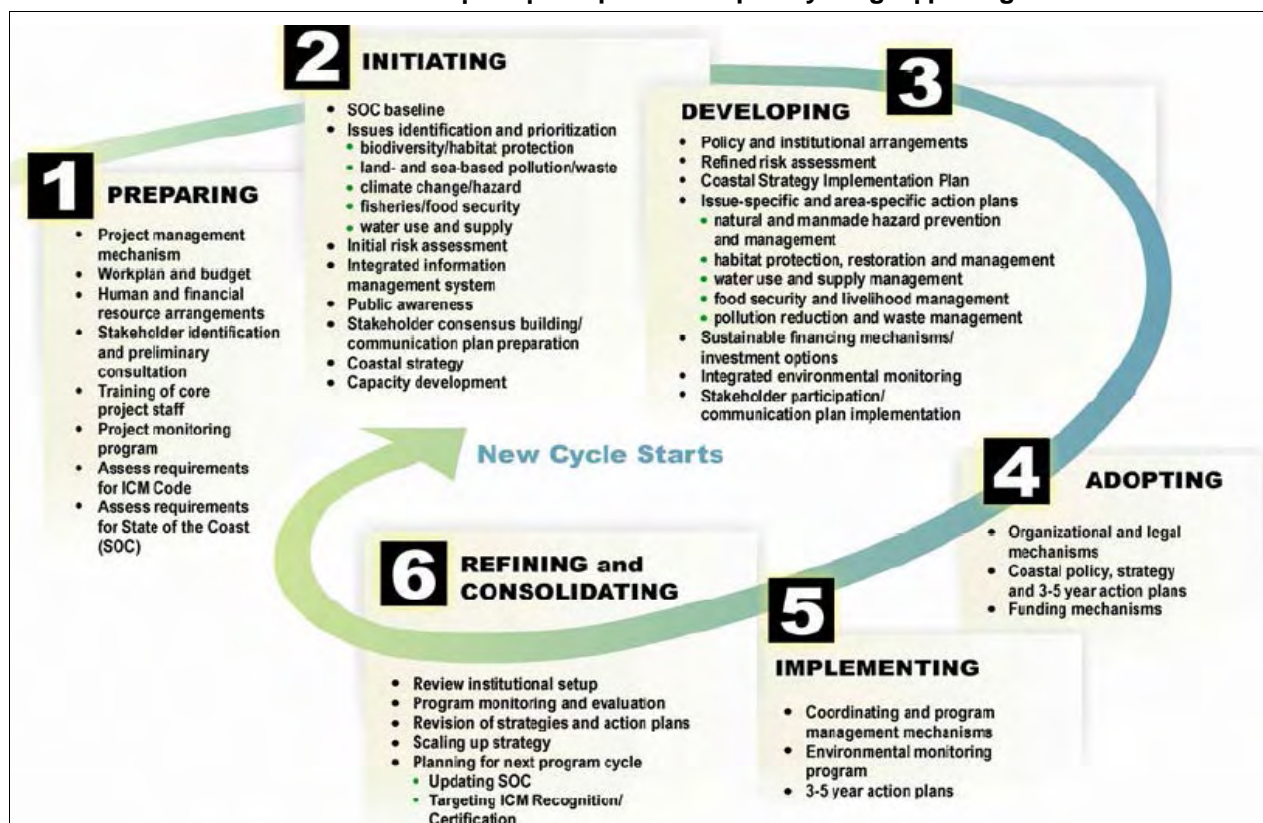 1
PREPARING
• Project management
mechanism
• Workplan and budget
• Human and financial
resource arrangements
• Stakeholder identification
and preliminary
consultation
• Training of core
project staff
• Project monitoring
program
• Assess requirements
for ICM Code
• Assess requirements
for State of the Coast
(SOC)
2
INITIATING
• SOC baseline
• Issues identification and prioritization
• biodiversity/habitat protection
• land- and sea-based pollution/waste
• climate change/hazard
• fisheries/food security
• water use and supply
• Initial risk assessment
• Integrated information
management system
• Public awareness
• Stakeholder consensus building/
communication plan preparation
• Coastal strategy
• Capacity development
3
DEVELOPING
• Policy and institutional arrangements
• Refined risk assessment
• Coastal Strategy Implementation Plan
• Issue-specific and area-specific action plans
• natural and manmade hazard prevention
and management
• habitat protection, restoration and management
• water use and supply management
• food security and livelihood management
• pollution reduction and waste management
• Sustainable financing mechanisms/
investment options
• Integrated environmental monitoring
• Stakeholder participation/
communication plan implementation
4
ADOPTING
• Organizational and legal
mechanisms
• Coastal policy, strategy
and 3-5 year action plans
• Funding mechanisms
5
IMPLEMENTING
• Coordinating and program
management mechanisms
• Environmental monitoring
program
• 3-5 year action plans
6
REFINING and
CONSOLIDATING
• Review institutional setup
• Program monitoring and evaluation
• Revision of strategies and action plans
• Scaling up strategy
• Planning for next program cycle
• Updating SOC
• Targeting ICM Recognition/
Certification
New Cycle Starts